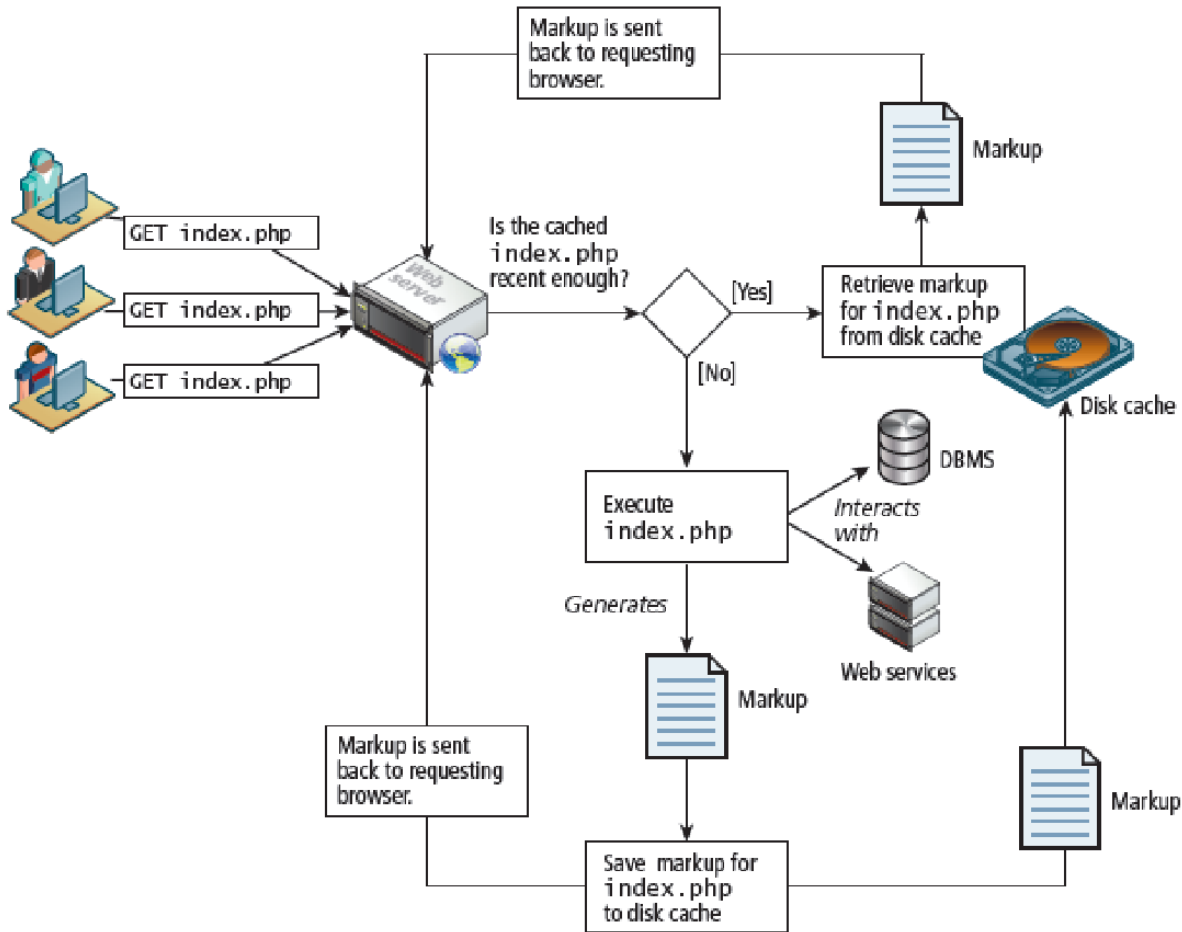 Markup is sent
back to requesting
browser.
Markup
GET index.php
GET index.php
GET index.php
Web
server
Is the cached
index.php
recent enough?
[Yes]
Retrieve markup
for index.php
from disk cache
[No]
Disk cache
DBMS
Execute
index.php
Interacts
with
Generates
Web services
Markup
Markup is sent
back to requesting
browser.
Markup
Save markup for
index.php
to disk cache